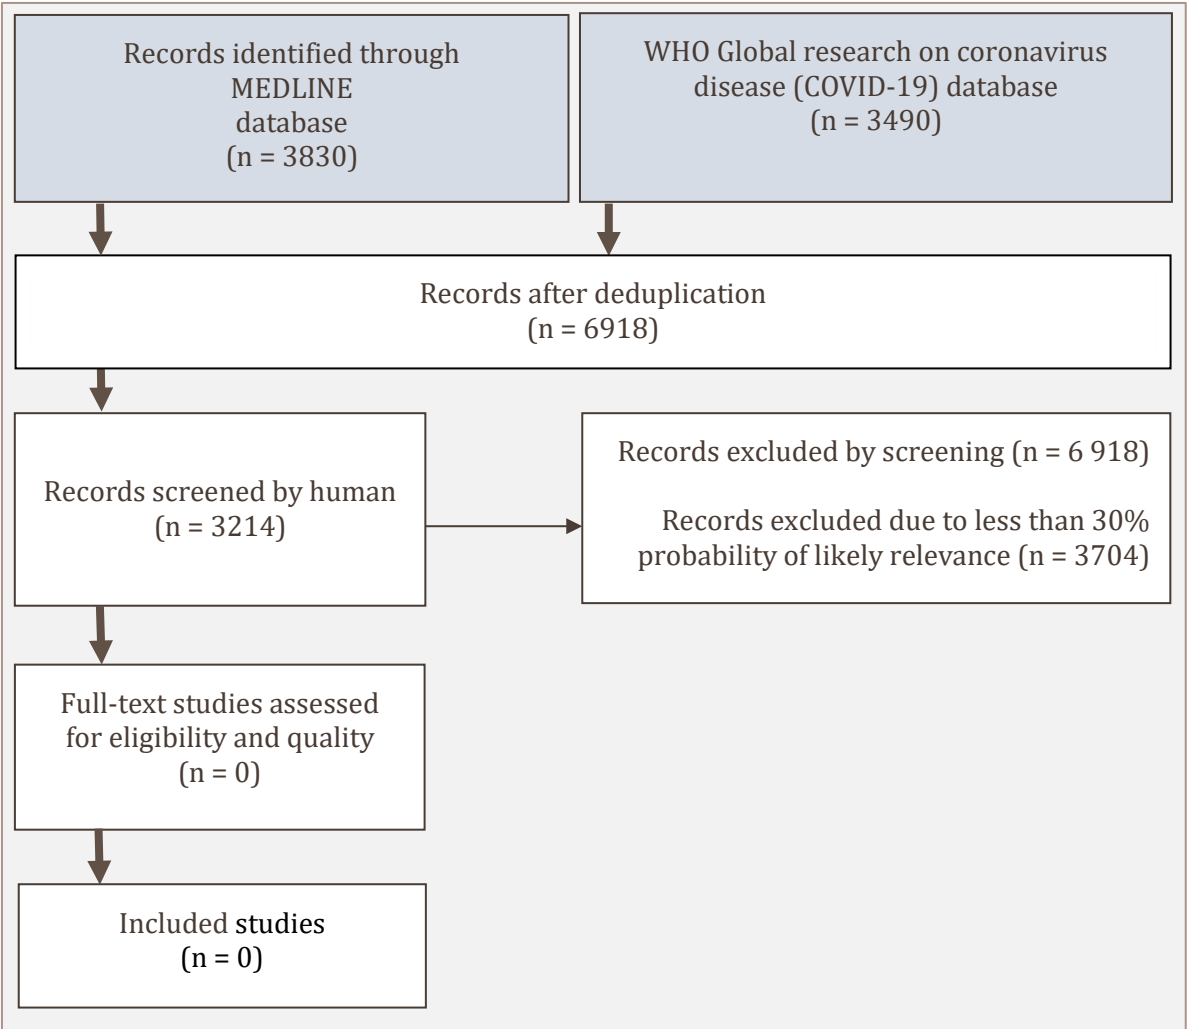 Records identified through
MEDLINE
database
(n = 3830)
WHO Global research on coronavirus
disease (COVID-19) database
(n = 3490)
Records after deduplication
(n = 6918)
Records screened by human
(n = 3214)
Records excluded by screening (n = 6 918)
Records excluded due to less than 30%
probability of likely relevance (n = 3704)
Full-text studies assessed
for eligibility and quality
(n = 0)
Included studies
(n = 0)